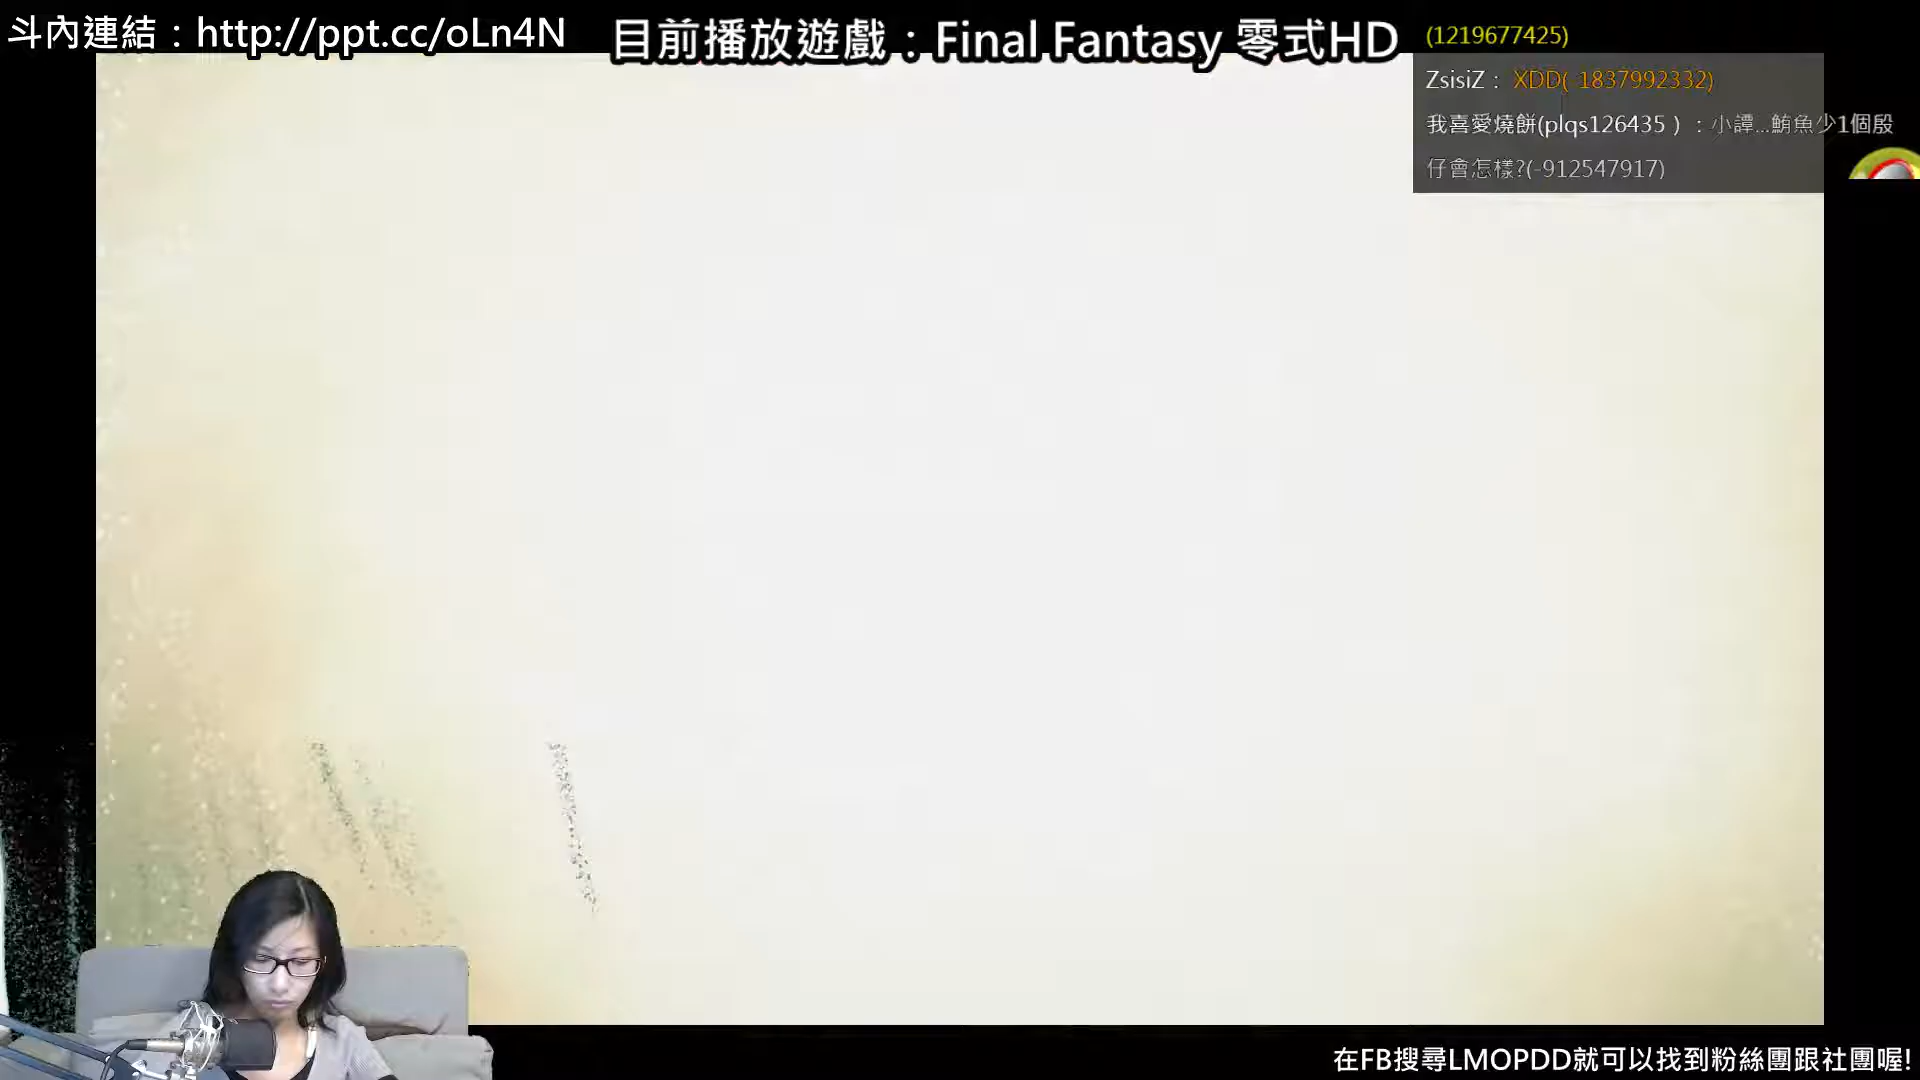 斗內連結：http://ppt.cc/oLn4N
目前播放遊戲：Final Fantasy 零式HD
(1219677425)
ZsisiZ： XDD(-1837992332)
我喜愛燒餅(plqs126435 ) ：小譚...鮪魚少1個殷
仔會怎樣?(-912547917)
在FB搜尋LMOPDD就可以找到粉絲團跟社團喔!